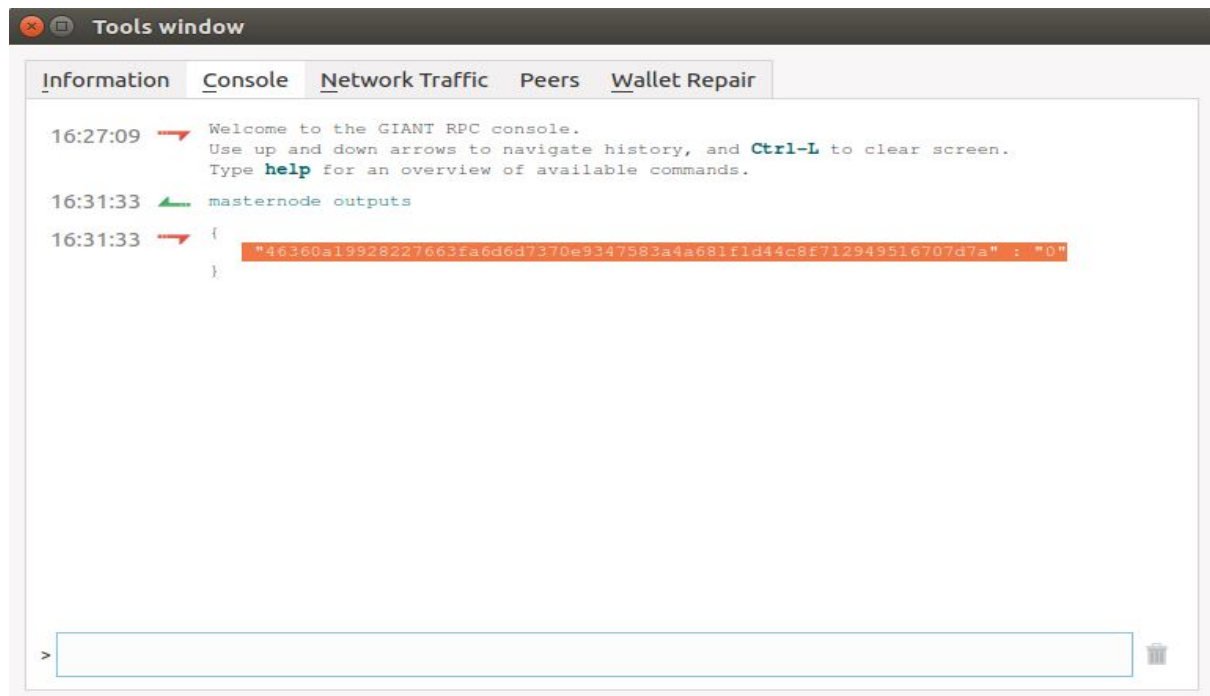 Tools window
Information Console Network Traffic Peers Wallet Repair
16:27:09 Welcome to the GIANT RPC console.
Use up and down arrows to navigate history, and Ctrl-L to clear screen.
Type help for an overview of available commands.
16:31:33 masternode outputs
16:31:33 {
"46360a19928227663fa6d6d7370e9347583a4a681f1d44c8f712949516707d7a" : "0"
}
>